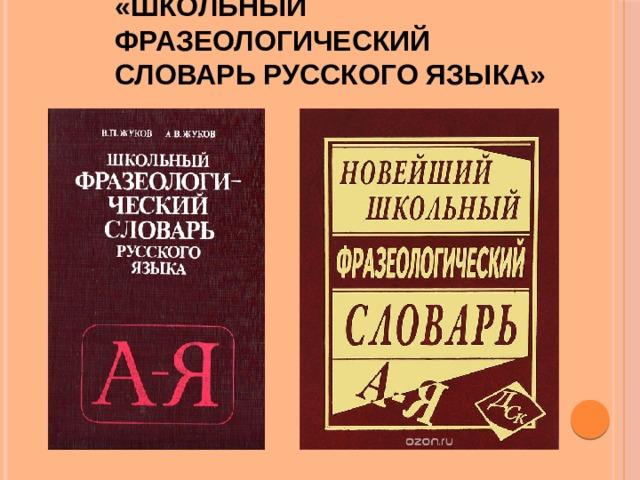 «ШКОЛЬНЫЙ
ФРАЗЕОЛОГИЧЕСКИЙ
СЛОВАРЬ РУССКОГО ЯЗЫКА»
В.П.ЖУКОВ А.В.ЖУКОВ
ШКОЛЬНЫЙ
ФРАЗЕОЛОГИ-
ЧЕСКИЙ
СЛОВАРЬ
РУССКОГО
ЯЗЫКА
А-Я
НОВЕЙШИЙ
ШКОЛЬНЫЙ
ФРАЗЕОЛОГИЧЕСКИЙ
СЛОВАРЬ
А-Я
ДСК
ozon.ru